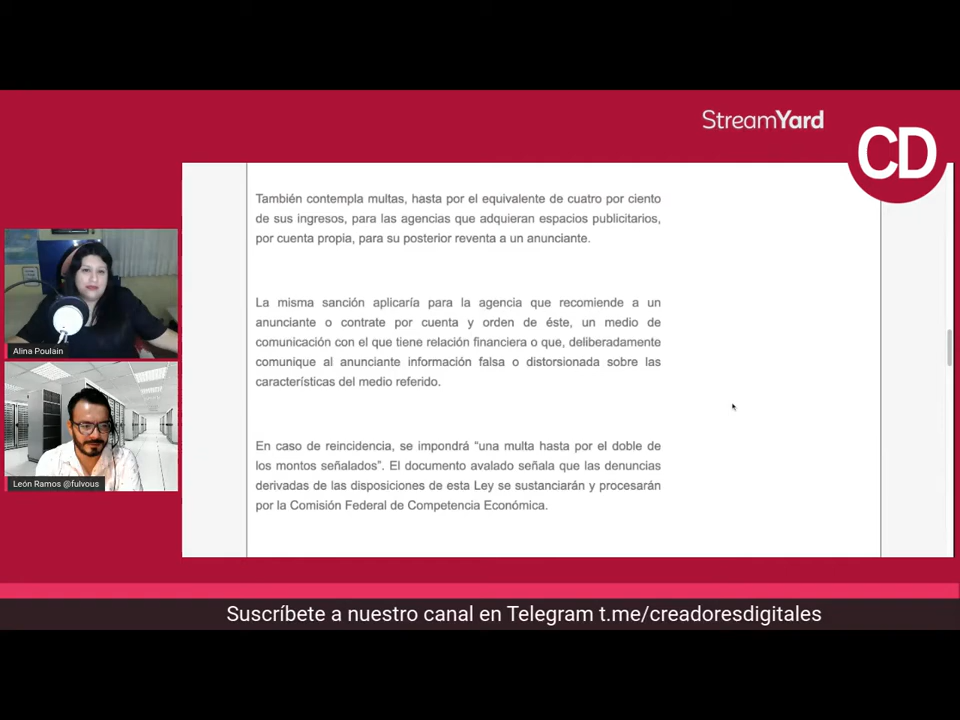 StreamYard
CD
También contempla multas, hasta por el equivalente de cuatro por ciento
de sus ingresos, para las agencias que adquieran espacios publicitarios,
por cuenta propia, para su posterior reventa a un anunciante.
La misma sanción aplicaría para la agencia que recomiende a un
anunciante o contrate por cuenta y orden de éste, un medio de
comunicación con el que tiene relación financiera o que, deliberadamente
comunique al anunciante información falsa o distorsionada sobre las
características del medio referido.
En caso de reincidencia, se impondrá “una multa hasta por el doble de
los montos señalados”. El documento avalado señala que las denuncias
derivadas de las disposiciones de esta Ley se sustanciarán y procesarán
por la Comisión Federal de Competencia Económica.
Alina Poulain
León Ramos @fulvous
Suscríbete a nuestro canal en Telegram t.me/creadoresdigitales